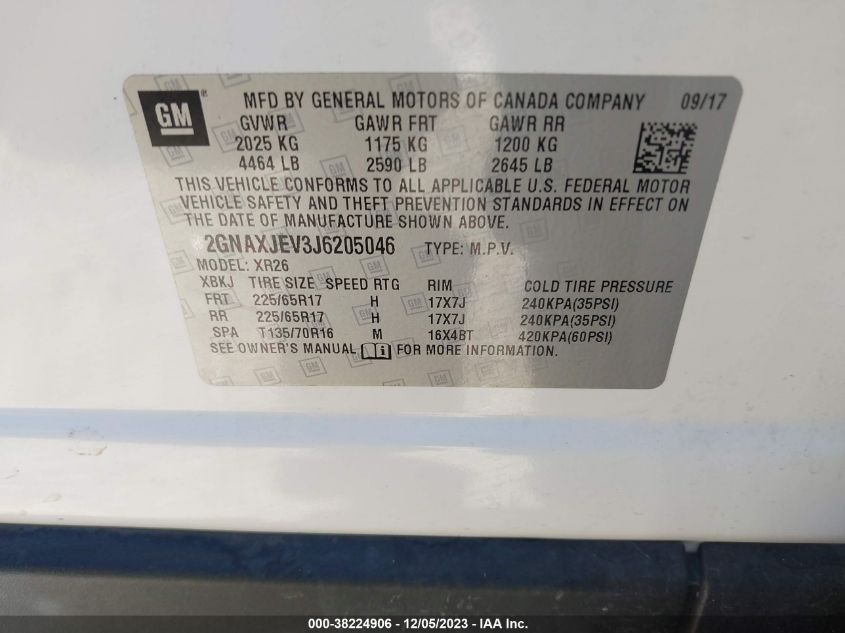 GM ® MFD BY GENERAL MOTORS OF CANADA COMPANY 09/17
GVWR GAWR FRT GAWR RR
2025 KG 1175 KG 1200 KG
4464 LB 2590 LB 2645 LB
THIS VEHICLE CONFORMS TO ALL APPLICABLE U.S. FEDERAL MOTOR
VEHICLE SAFETY AND THEFT PREVENTION STANDARDS IN EFFECT ON
THE DATE OF MANUFACTURE SHOWN ABOVE.
2GNAXJEV3J6205046 TYPE: M.P.V.
MODEL: XR26
XBKJ TIRE SIZE SPEED RTG RIM COLD TIRE PRESSURE
FRT 225/65R17 H 17X7J 240KPA(35PSI)
RR 225/65R17 H 17X7J 240KPA(35PSI)
SPA T135/70R16 M 16X4BT 420KPA(60PSI)
SEE OWNER'S MANUAL i FOR MORE INFORMATION.
000-38224906 - 12/05/2023 - IAA Inc.